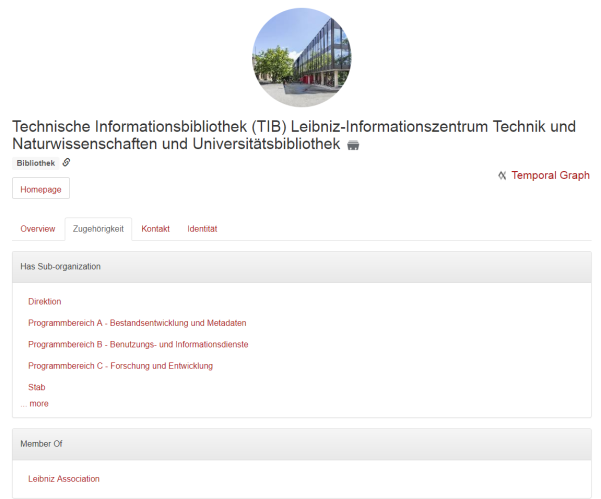 Technische Informationsbibliothek (TIB) Leibniz-Informationszentrum Technik und
Naturwissenschaften und Universitätsbibliothek
Bibliothek
Temporal Graph
Homepage
Overview Zugehörigkeit Kontakt Identität
Has Sub-organization
Direktion
Programmbereich A - Bestandsentwicklung und Metadaten
Programmbereich B - Benutzungs- und Informationsdienste
Programmbereich C - Forschung und Entwicklung
Stab
... more
Member Of
Leibniz Association